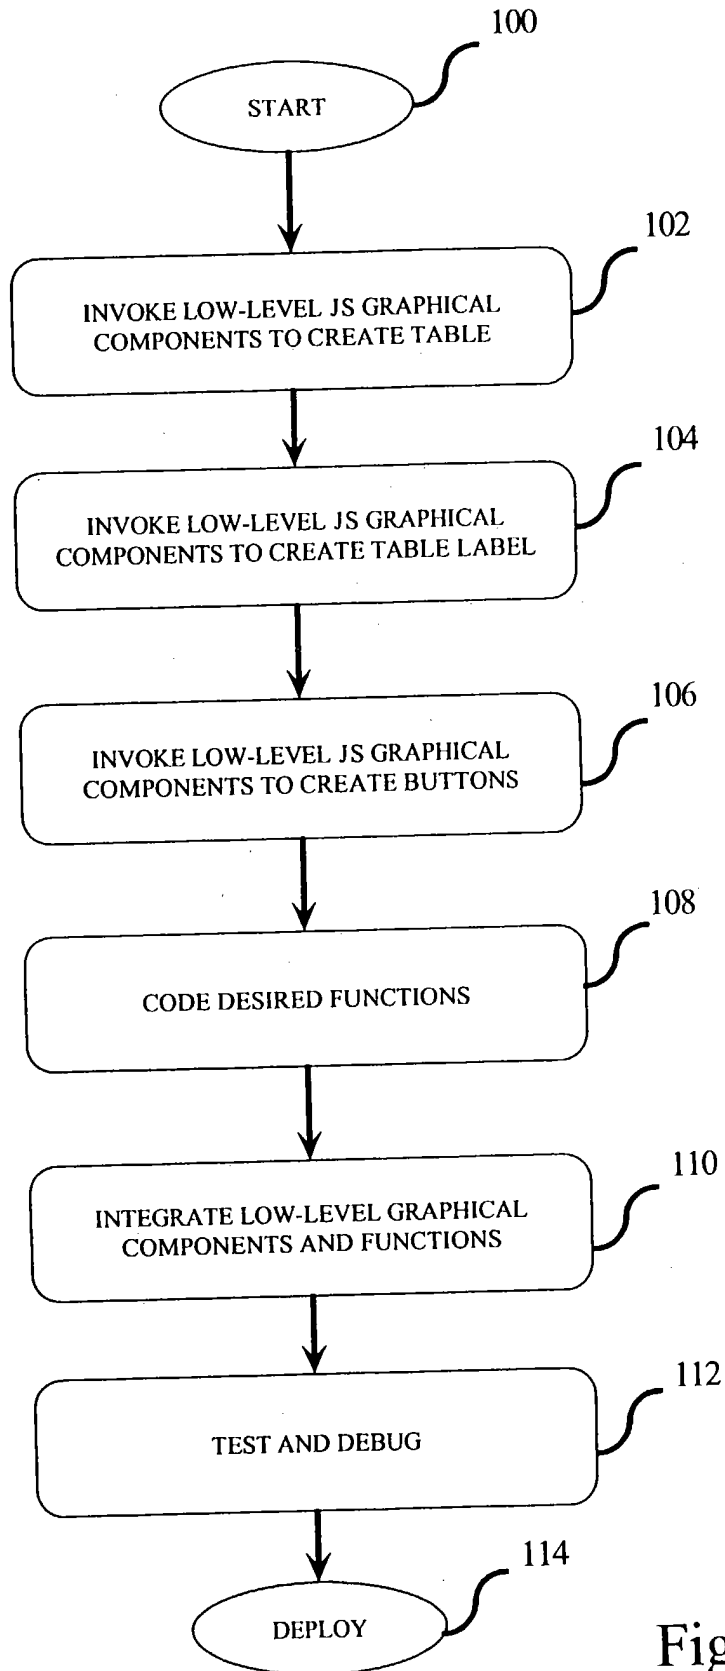 100
START
102
INVOKE LOW-LEVEL JS GRAPHICAL
COMPONENTS TO CREATE TABLE
104
INVOKE LOW-LEVEL JS GRAPHICAL
COMPONENTS TO CREATE TABLE LABEL
106
INVOKE LOW-LEVEL JS GRAPHICAL
COMPONENTS TO CREATE BUTTONS
108
CODE DESIRED FUNCTIONS
110
INTEGRATE LOW-LEVEL GRAPHICAL
COMPONENTS AND FUNCTIONS
112
TEST AND DEBUG
114
DEPLOY
Fig